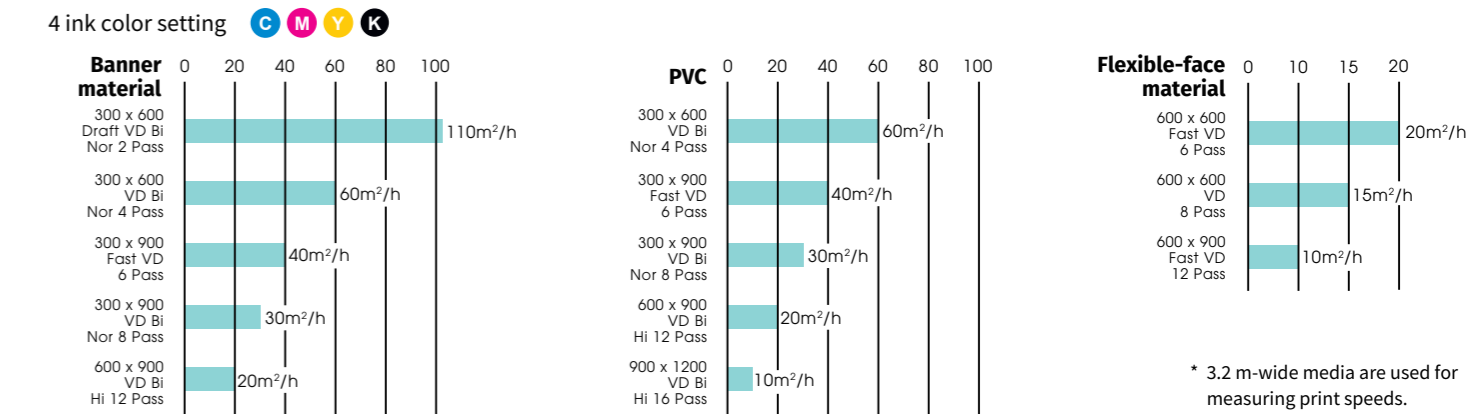 4 ink color setting C M Y K
Banner material
0 20 40 60 80 100
300 x 600
Draft VD Bi
Nor 2 Pass
110m²/h
300 x 600
VD Bi
Nor 4 Pass
60m²/h
300 x 900
Fast VD
6 Pass
40m²/h
300 x 900
VD Bi
Nor 8 Pass
30m²/h
600 x 900
VD Bi
Hi 12 Pass
20m²/h
PVC
0 20 40 60 80 100
300 x 600
VD Bi
Nor 4 Pass
60m²/h
300 x 900
Fast VD
6 Pass
40m²/h
300 x 900
VD Bi
Nor 8 Pass
30m²/h
600 x 900
VD Bi
Hi 12 Pass
20m²/h
900 x 1200
VD Bi
Hi 16 Pass
10m²/h
Flexible-face
material
0 10 15 20
600 x 600
Fast VD
6 Pass
20m²/h
600 x 600
VD
8 Pass
15m²/h
600 x 900
Fast VD
12 Pass
10m²/h
* 3.2 m-wide media are used for
measuring print speeds.